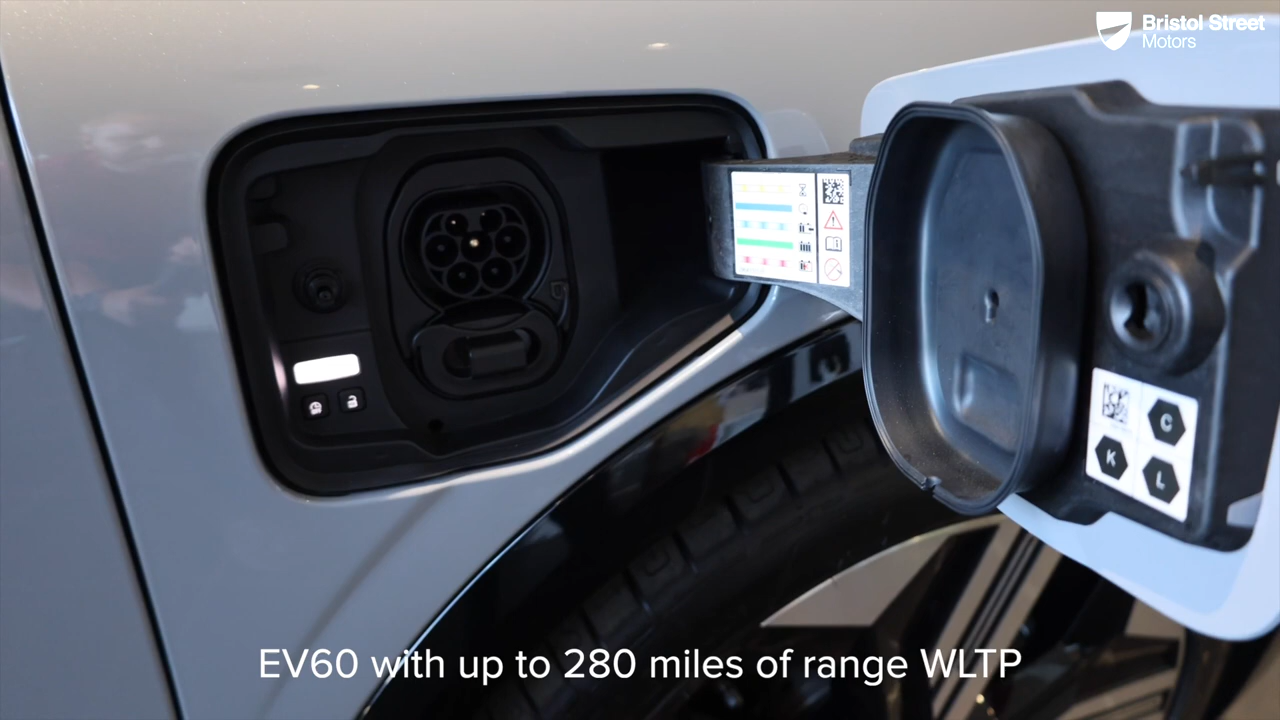 Bristol Street
Motors
C
K
L
EV60 with up to 280 miles of range WLTP